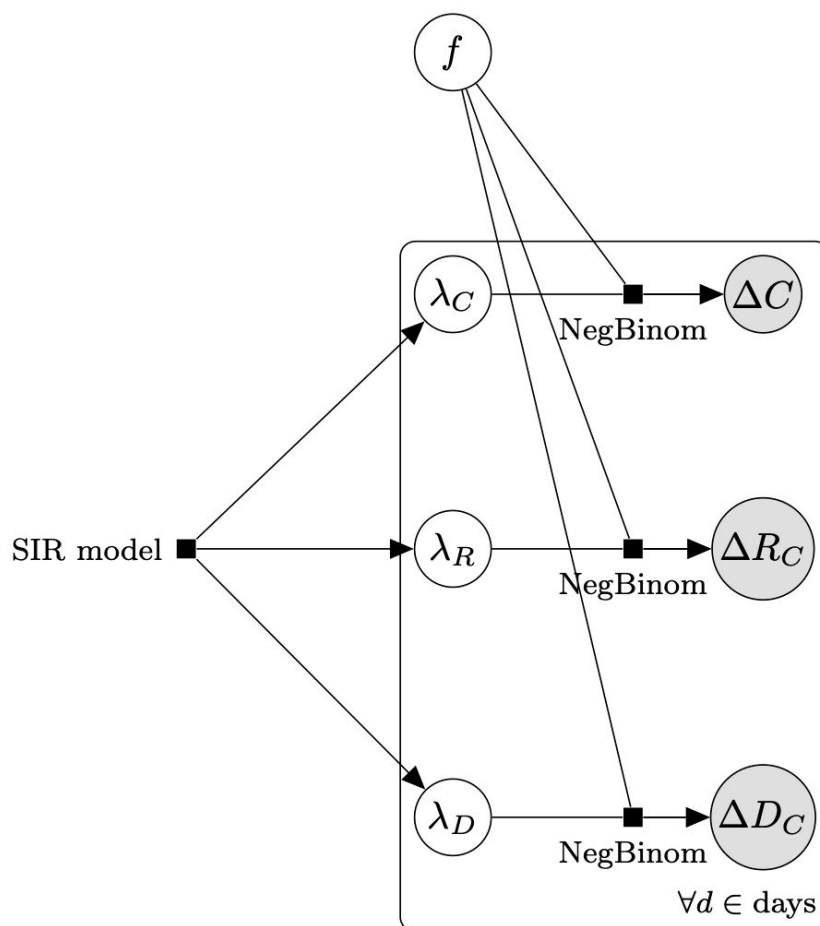 f
λ_C
ΔC
NegBinom
SIR model
λ_R
ΔR_C
NegBinom
λ_D
ΔD_C
NegBinom
∀d ∈ days